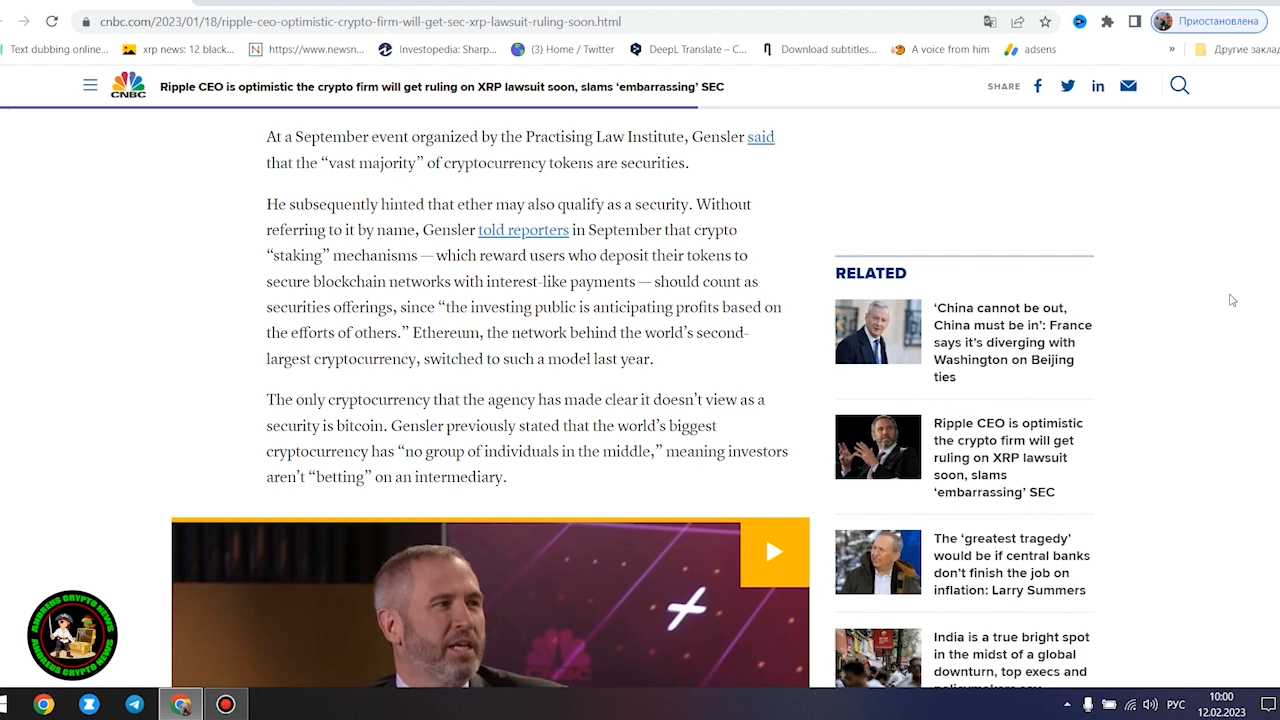 cnbc.com/2023/01/18/ripple-ceo-optimistic-crypto-firm-will-get-sec-xrp-lawsuit-ruling-soon.html
Приостановлена
Text dubbing online...
xrp news: 12 black...
https://www.newsn...
Investopedia: Sharp...
(3) Home / Twitter
DeepL Translate – C...
Download subtitles...
A voice from him
adsens
»
Другие заклад
CNBC
Ripple CEO is optimistic the crypto firm will get ruling on XRP lawsuit soon, slams ‘embarrassing’ SEC
SHARE
At a September event organized by the Practising Law Institute, Gensler said
that the “vast majority” of cryptocurrency tokens are securities.
He subsequently hinted that ether may also qualify as a security. Without
referring to it by name, Gensler told reporters in September that crypto
“staking” mechanisms — which reward users who deposit their tokens to
secure blockchain networks with interest-like payments — should count as
securities offerings, since “the investing public is anticipating profits based on
the efforts of others.” Ethereum, the network behind the world’s second-
largest cryptocurrency, switched to such a model last year.
The only cryptocurrency that the agency has made clear it doesn’t view as a
security is bitcoin. Gensler previously stated that the world’s biggest
cryptocurrency has “no group of individuals in the middle,” meaning investors
aren’t “betting” on an intermediary.
RELATED
‘China cannot be out,
China must be in’: France
says it’s diverging with
Washington on Beijing
ties
Ripple CEO is optimistic
the crypto firm will get
ruling on XRP lawsuit
soon, slams
‘embarrassing’ SEC
The ‘greatest tragedy’
would be if central banks
don’t finish the job on
inflation: Larry Summers
India is a true bright spot
in the midst of a global
downturn, top execs and
ANDREUS CRYPTO NEWS
ANDREUS CRYPTO NEWS
РУС
10:00
12.02.2023